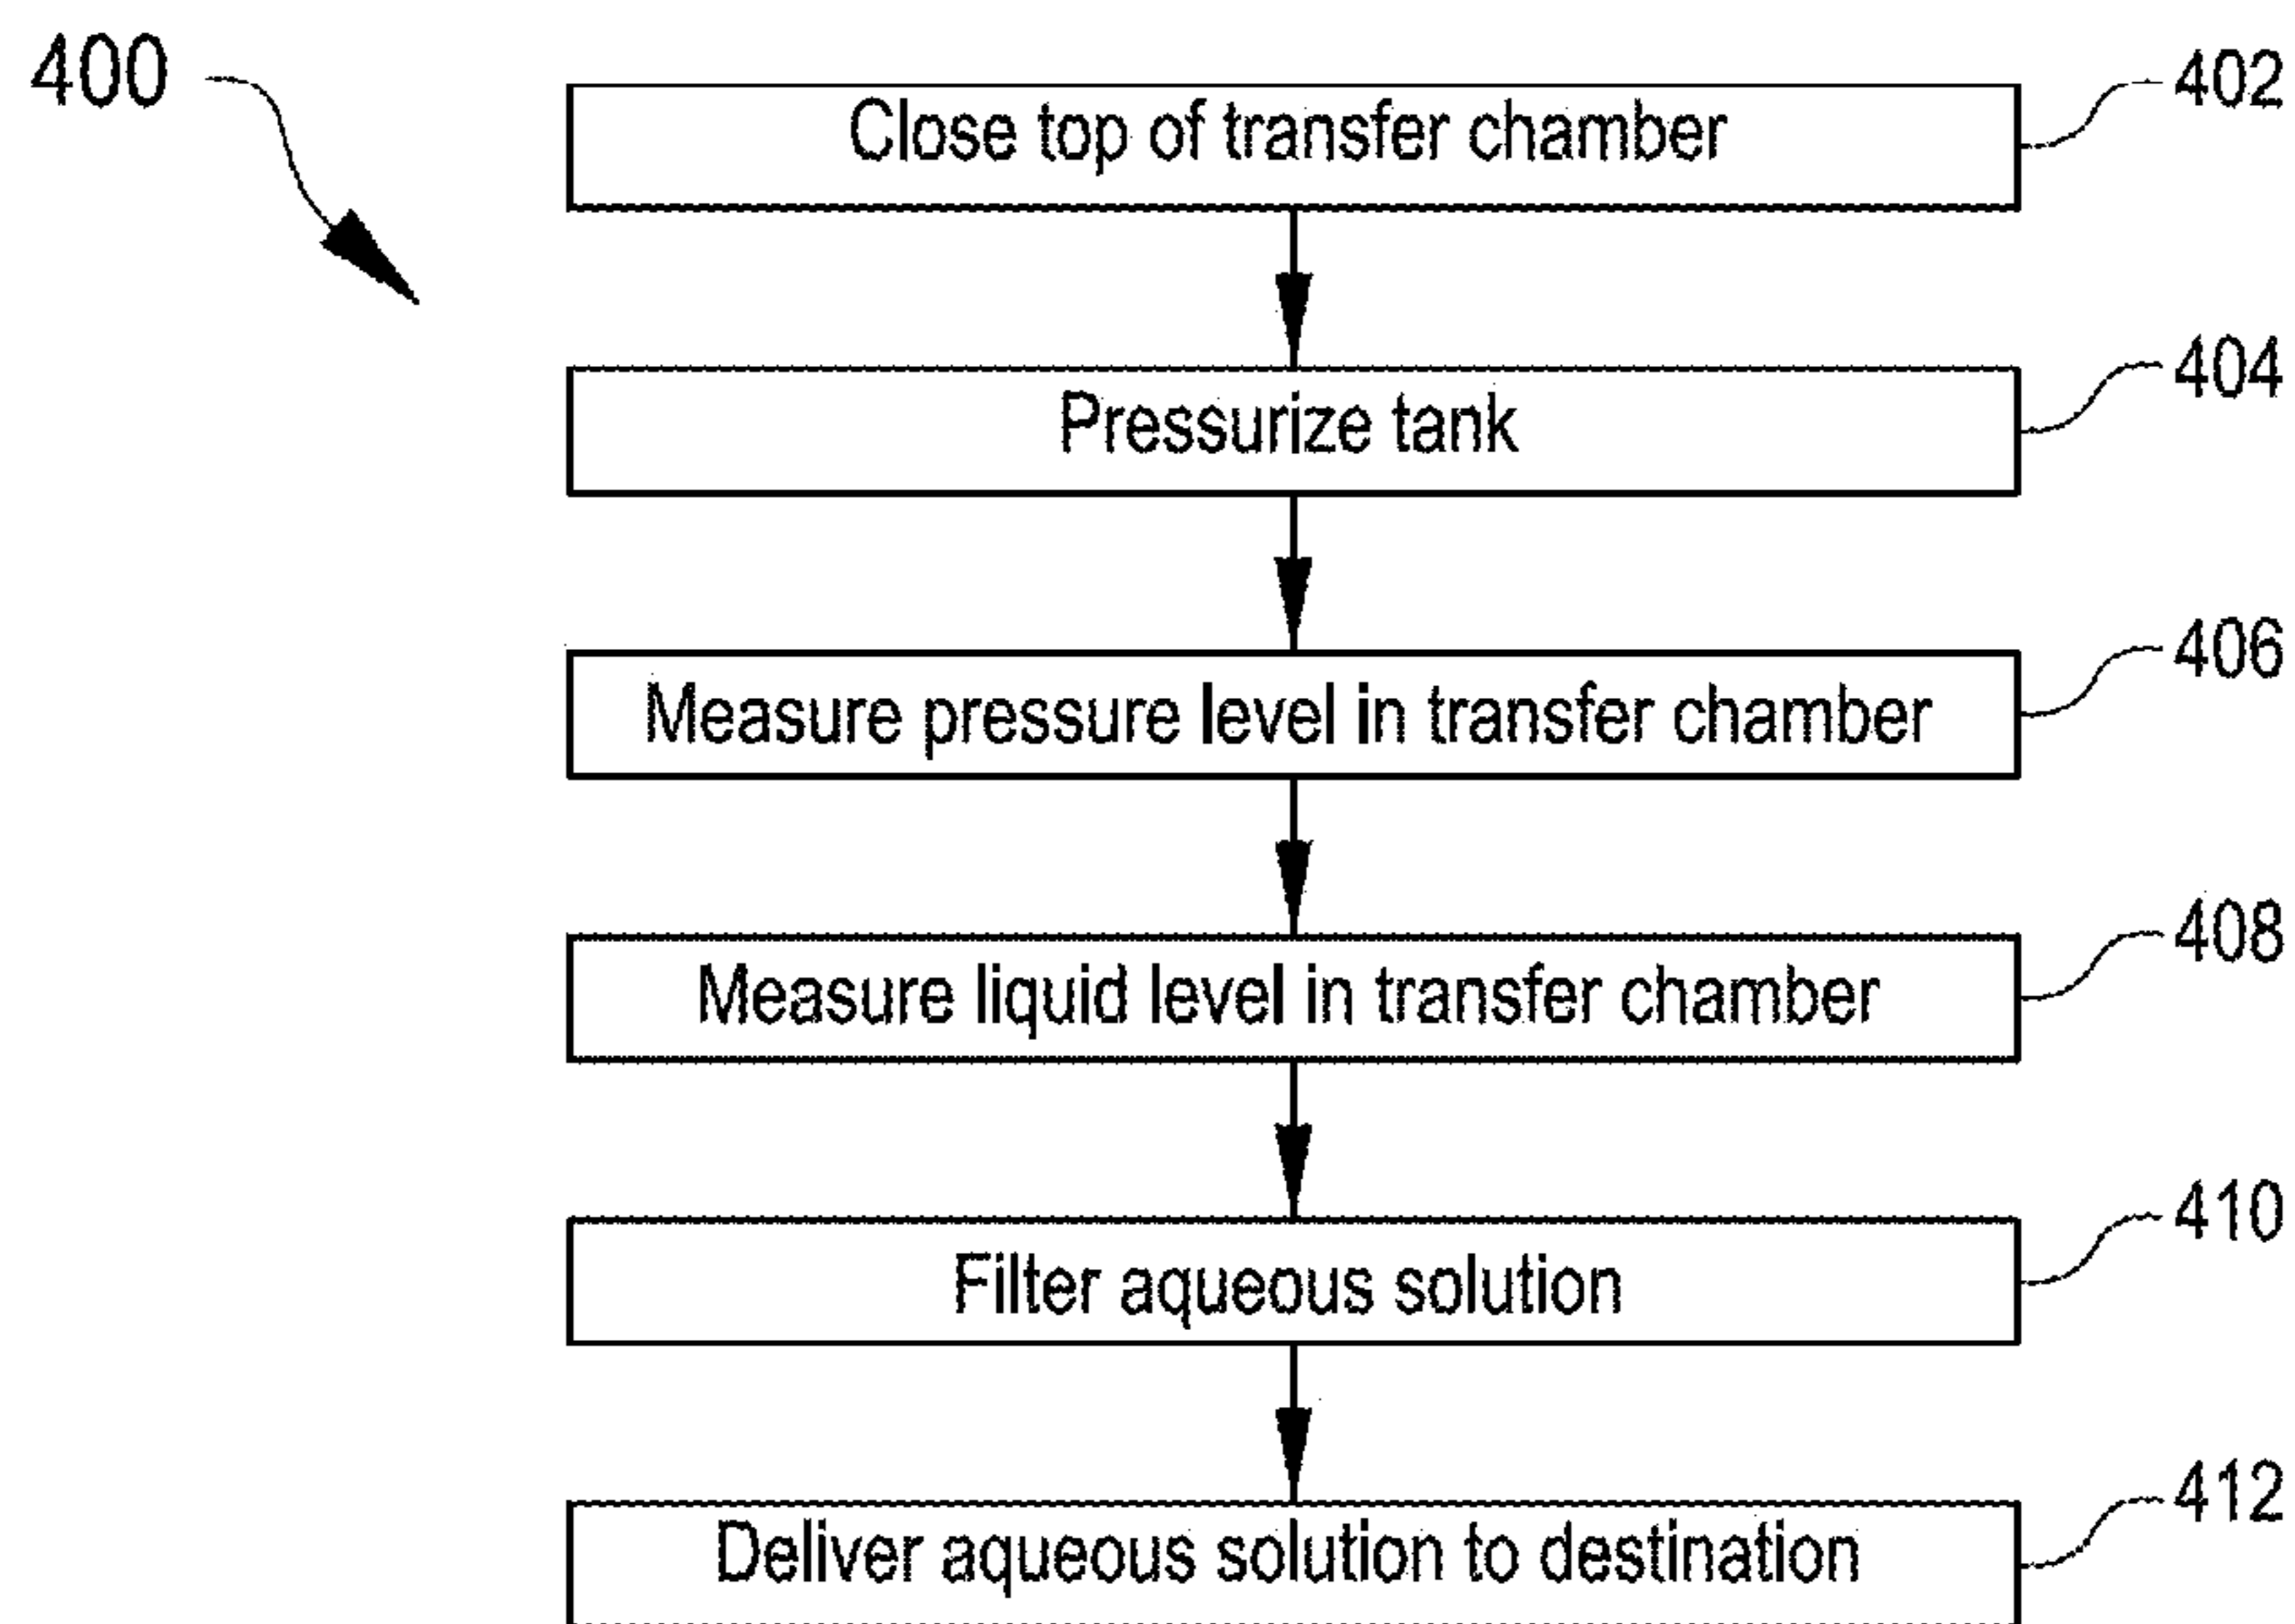 400
Close top of transfer chamber
402
Pressurize tank
404
Measure pressure level in transfer chamber
406
Measure liquid level in transfer chamber
408
Filter aqueous solution
410
Deliver aqueous solution to destination
412